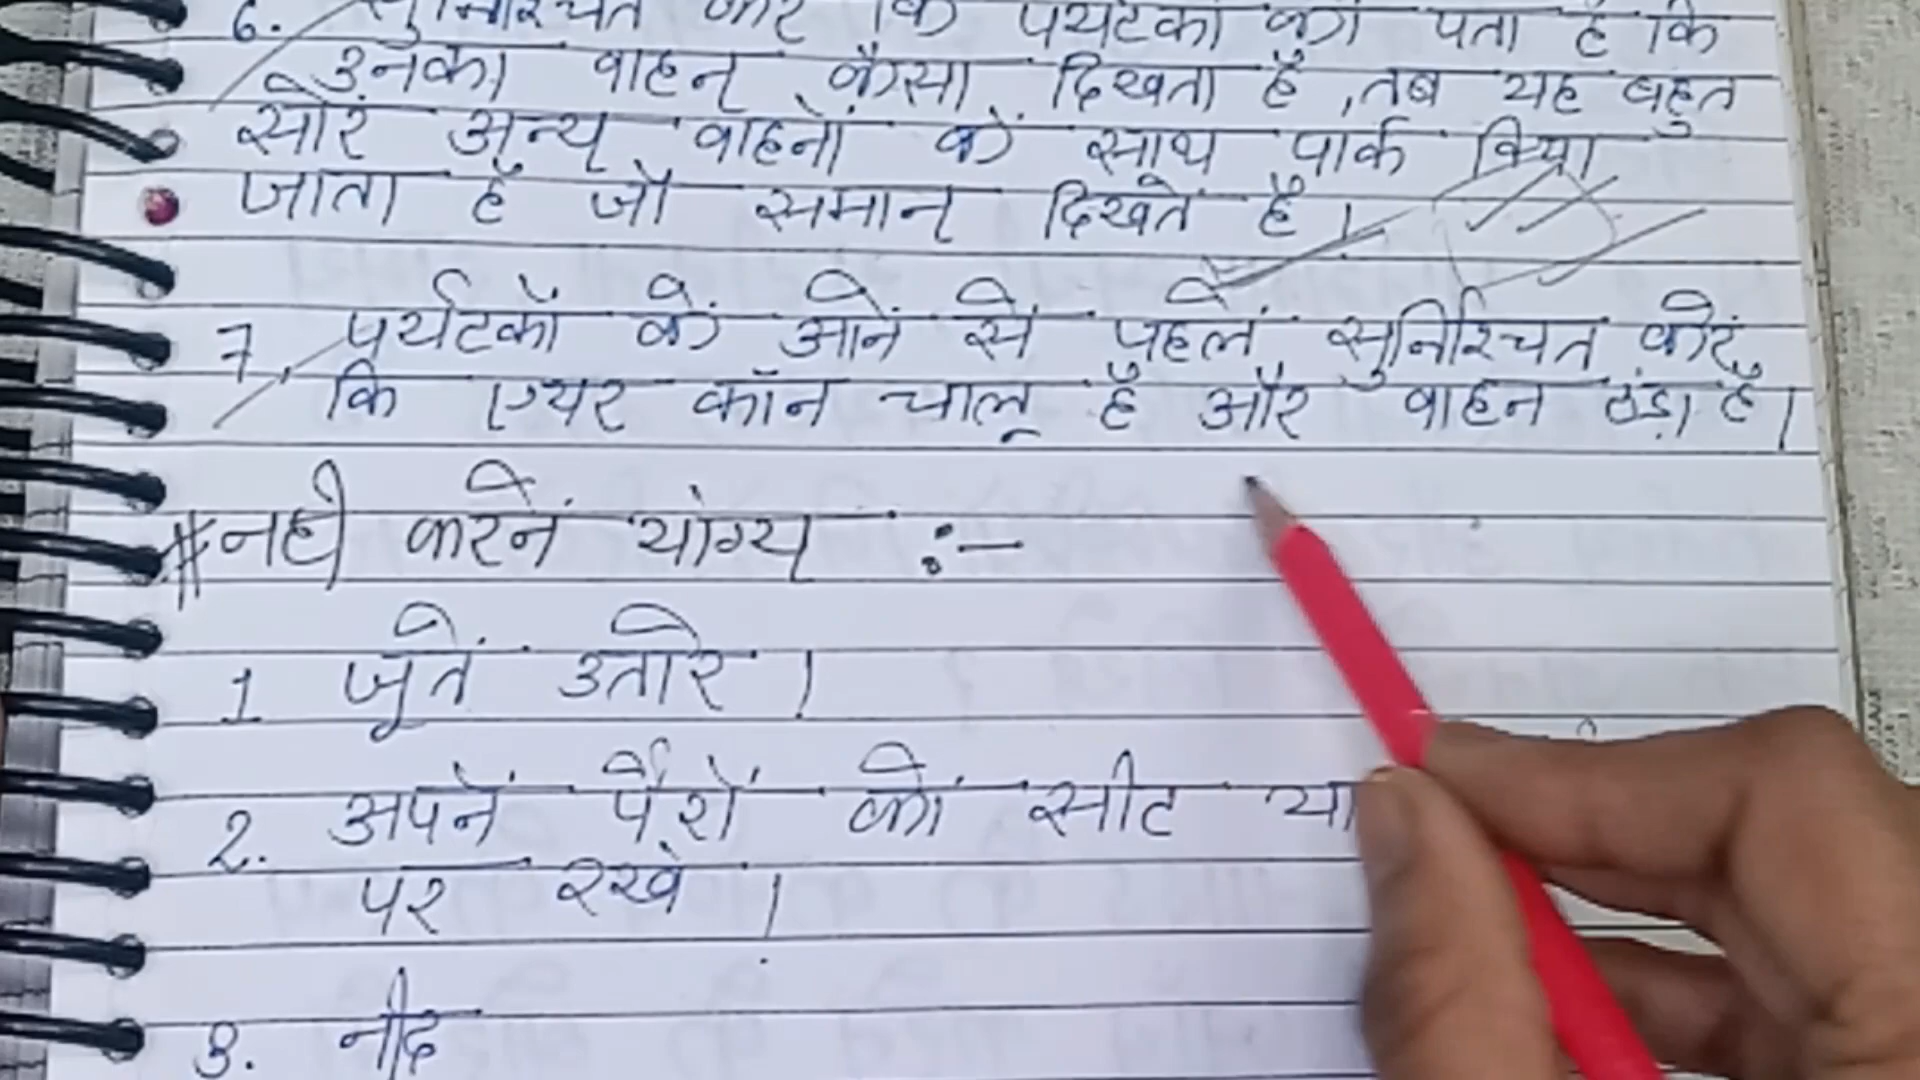 6. सुनिश्चित करें कि पर्यटकों को पता है कि
उनका वाहन कैसा दिखता है, जब यह बहुत
सारे अन्य वाहनों के साथ पार्क किया
जाता है जो समान दिखते है।
7. पर्यटकों के आने से पहले, सुनिश्चित करें
कि एयर कॉन चालू है और वाहन ठंडा है।
#नही करने योग्य :-
1 जूते उतारे।
2. अपने पैरों को सीट या
पर रखे।
3. नींद